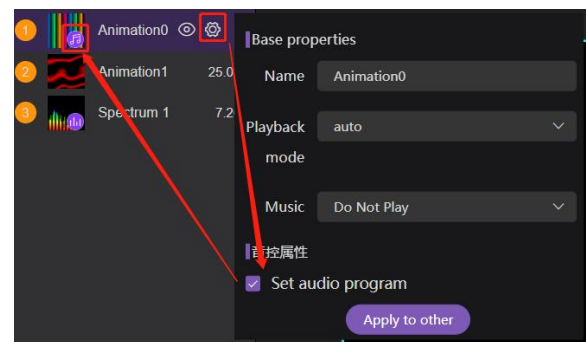 1 Animation0
2 Animation1 25.0
3 Spectrum 1 7.2
Base properties
Name Animation0
Playback mode auto
Music Do Not Play
音控属性
Set audio program
Apply to other